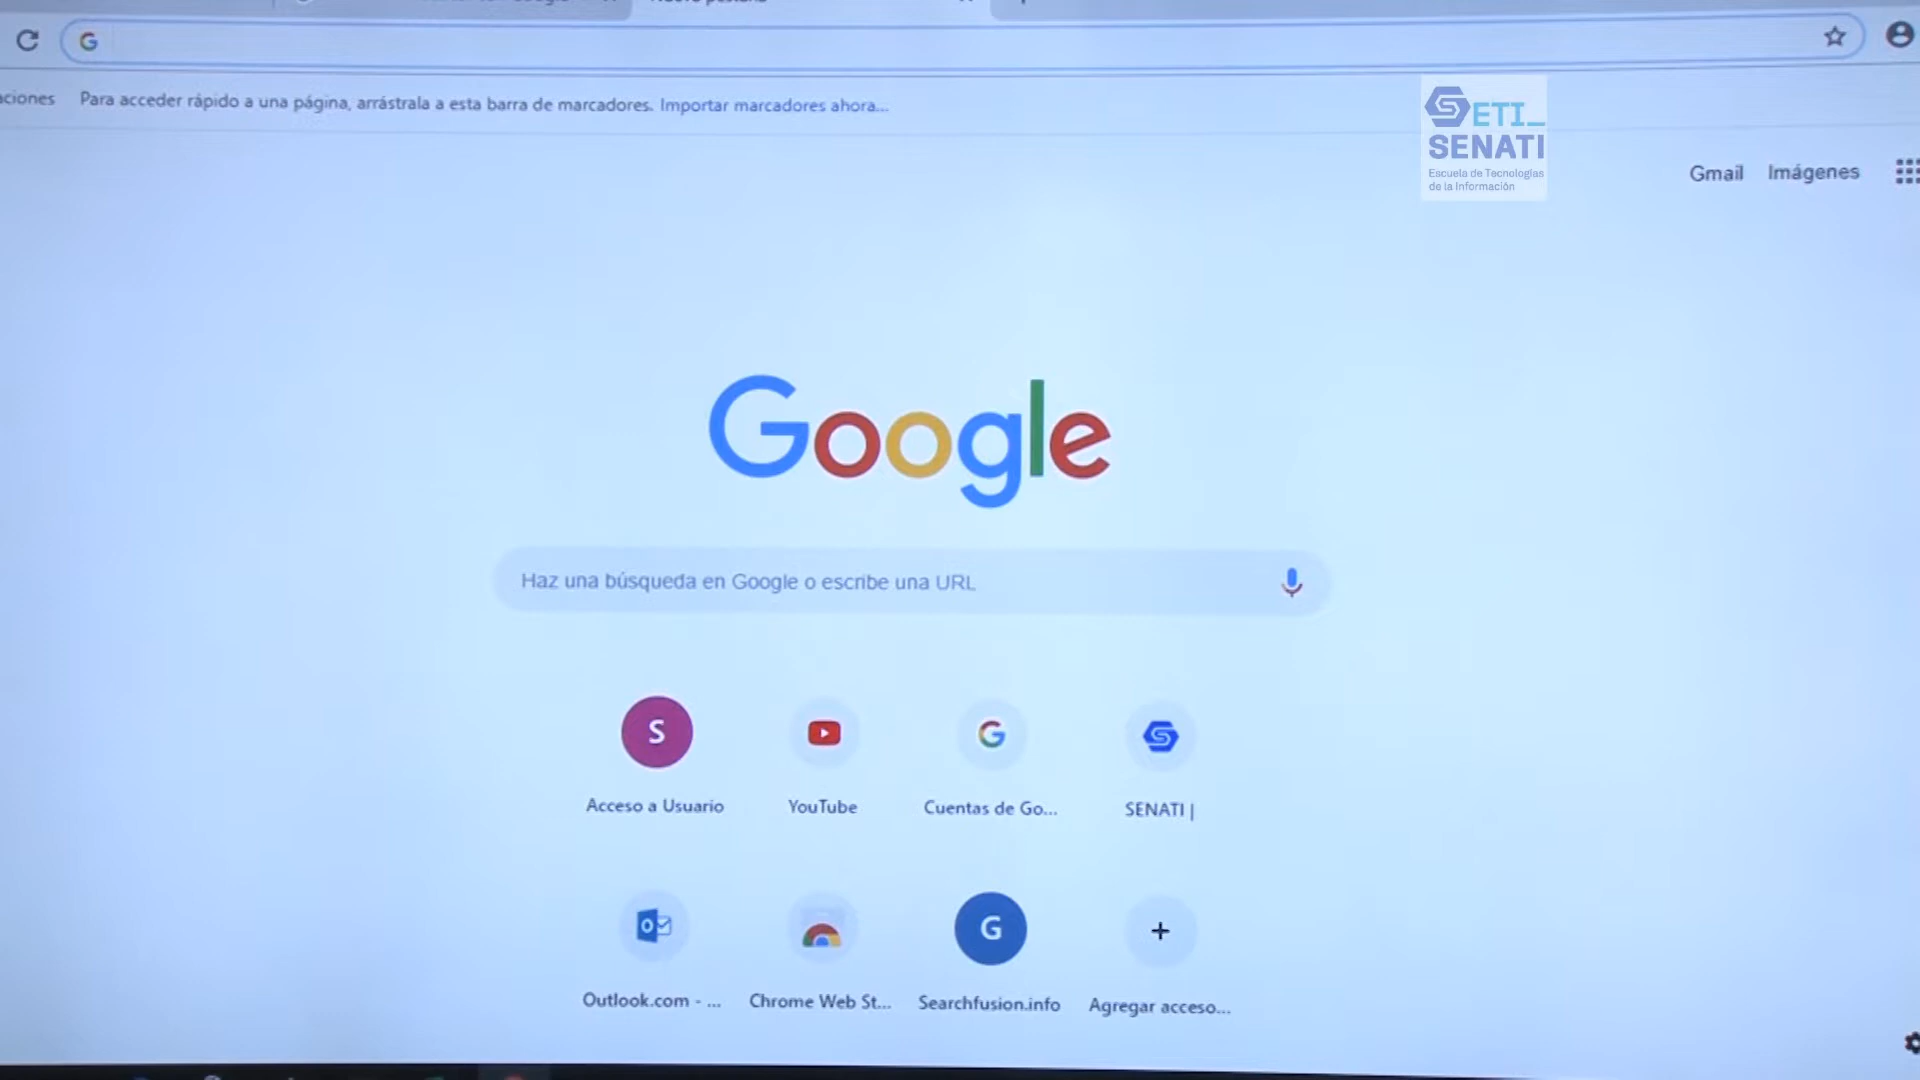 Para acceder rápido a una página, arrástrala a esta barra de marcadores. Importar marcadores ahora...
ETI_
SENATI
Escuela de Tecnologías
de la Información
Gmail Imágenes
Google
Haz una búsqueda en Google o escribe una URL
S
G
Acceso a Usuario
YouTube
Cuentas de Go...
SENATI |
G
Outlook.com - ...
Chrome Web St...
Searchfusion.info
Agregar acceso...